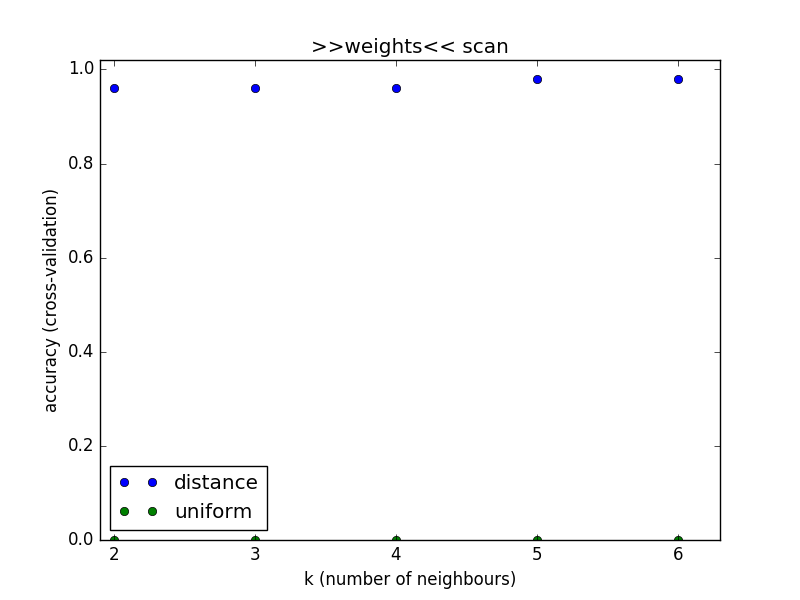 >>weights<< scan
1.0
0.8
0.6
0.4
0.2
0.0
accuracy (cross-validation)
distance
uniform
2 3 4 5 6
k (number of neighbours)